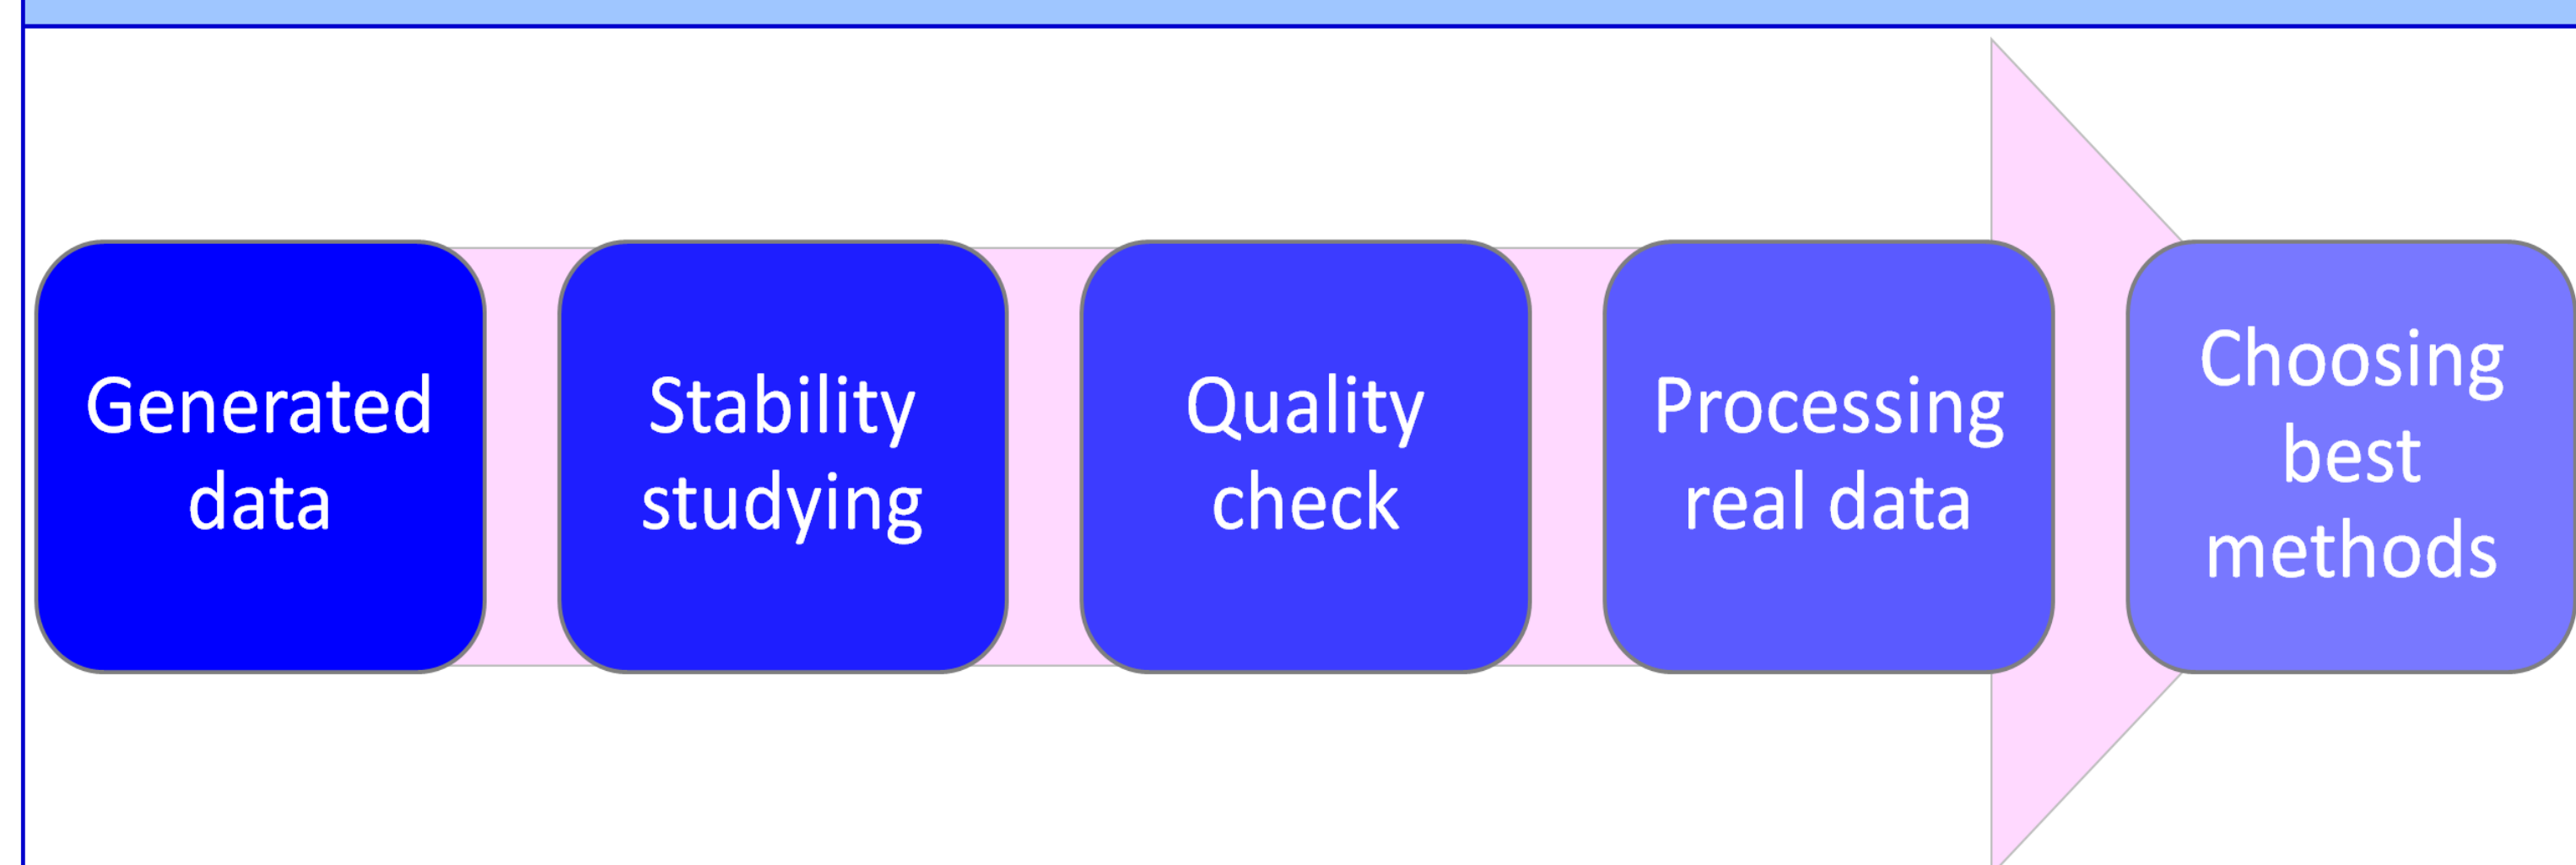 Generated
data
Stability
studying
Quality
check
Processing
real data
Choosing
best
methods